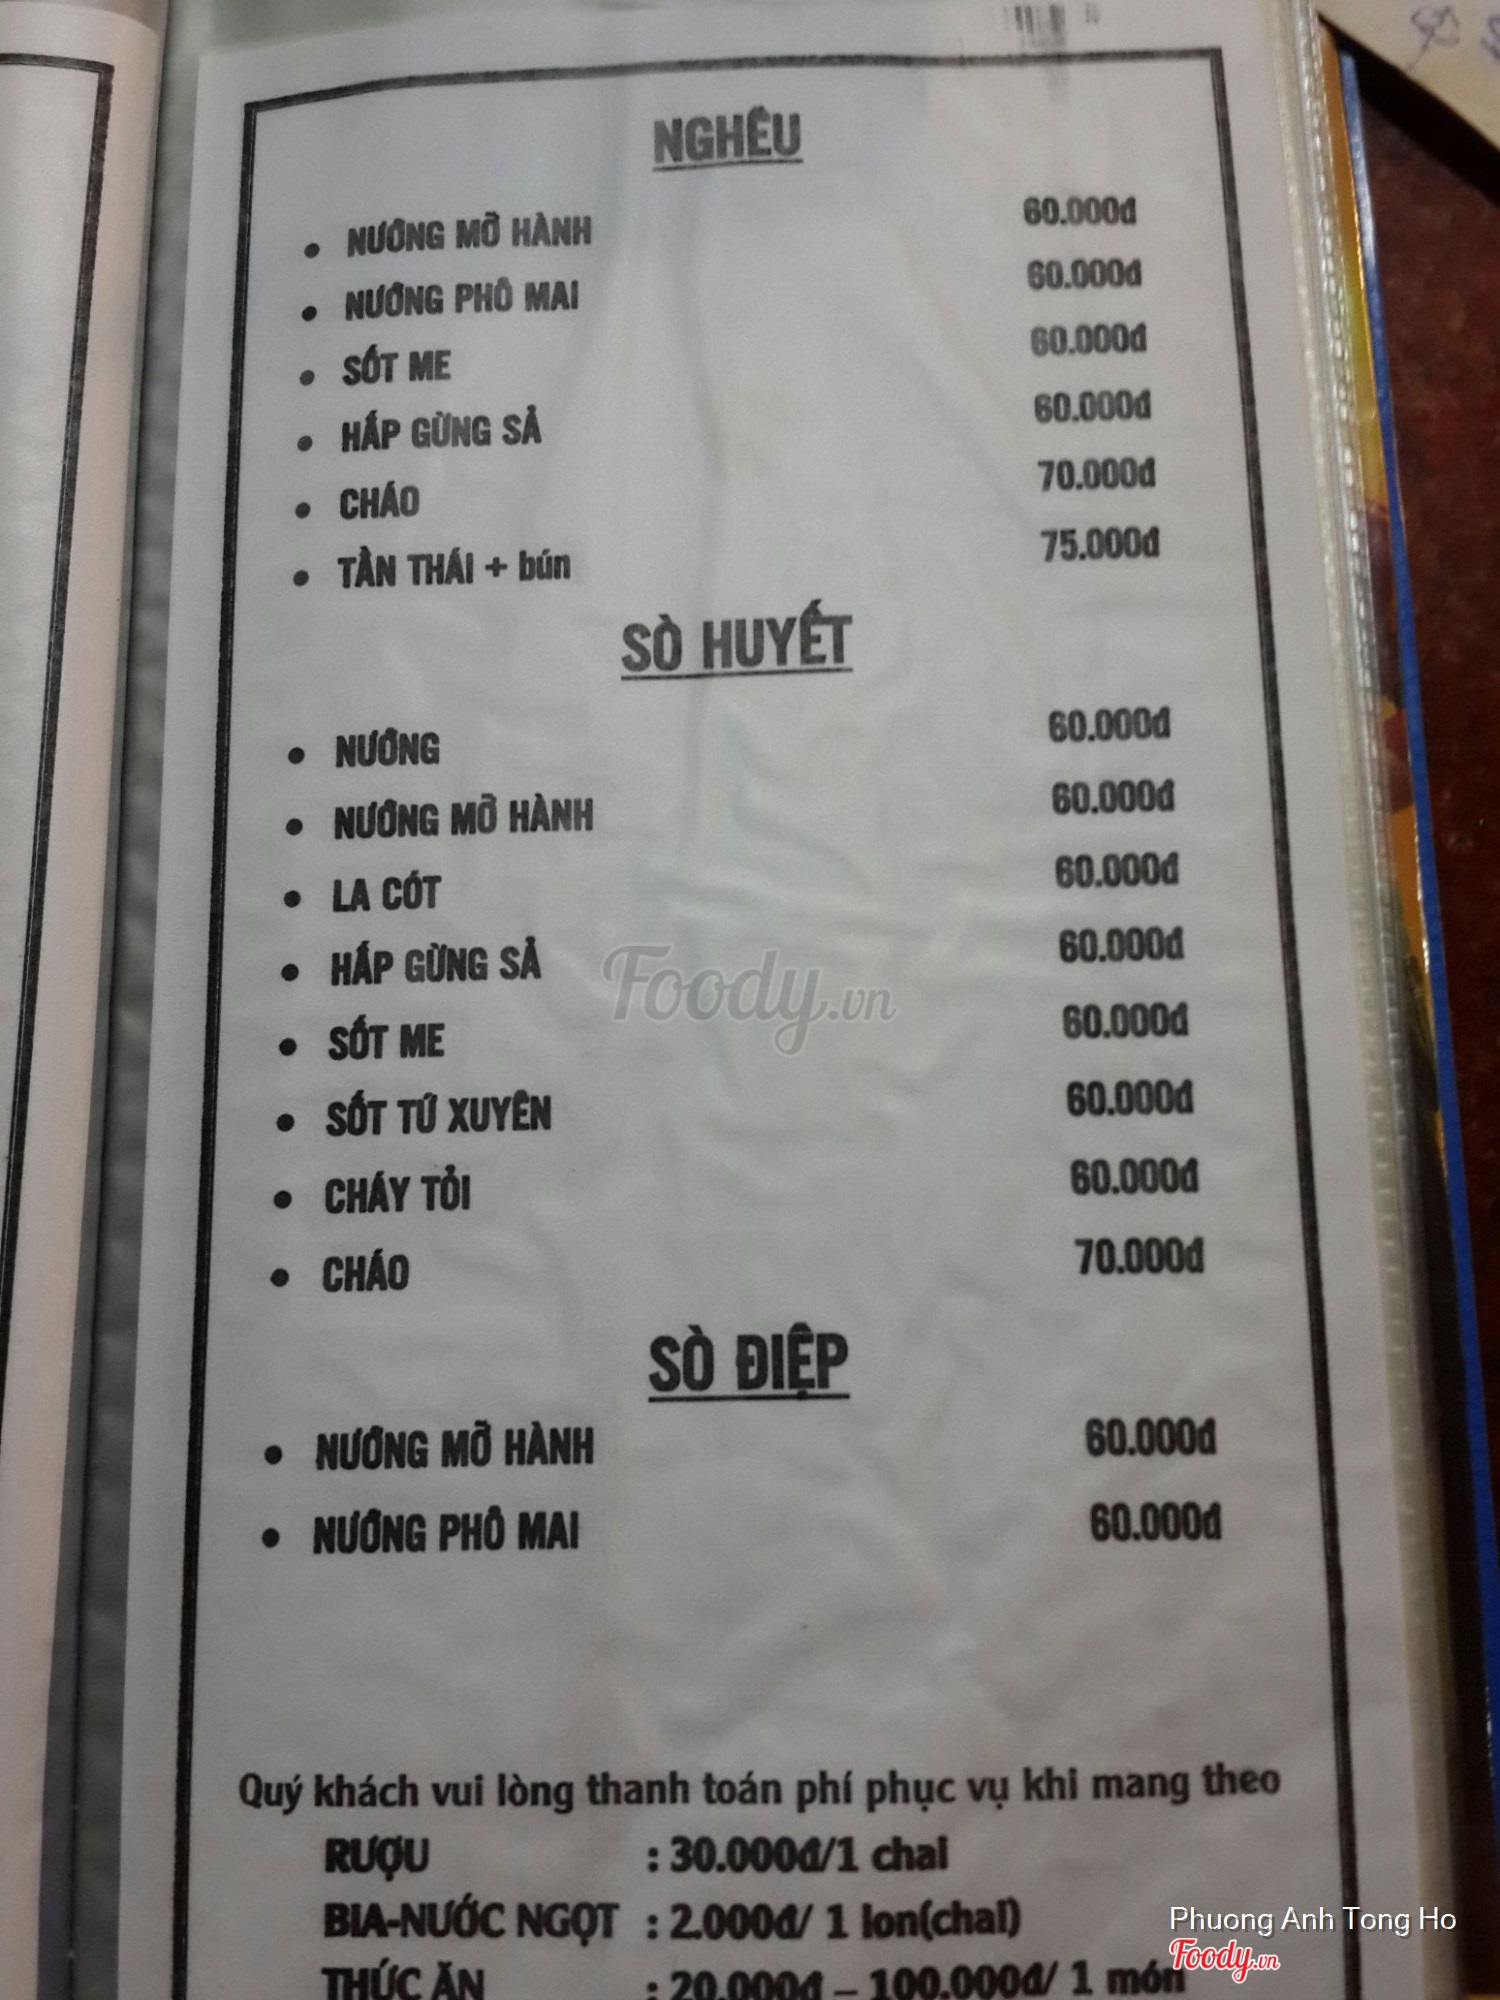 NGHÊU
• NƯỚNG MỠ HÀNH 60.000đ
• NƯỚNG PHÔ MAI 60.000đ
• SỐT ME 60.000đ
• HẤP GỪNG SẢ 60.000đ
• CHÁO 70.000đ
• TẦN THÁI + bún 75.000đ
SÒ HUYẾT
• NƯỚNG 60.000đ
• NƯỚNG MỠ HÀNH 60.000đ
• LA CÓT 60.000đ
• HẤP GỪNG SẢ 60.000đ
• SỐT ME 60.000đ
• SỐT TỨ XUYÊN 60.000đ
• CHÁY TỎI 60.000đ
• CHÁO 70.000đ
SÒ ĐIỆP
• NƯỚNG MỠ HÀNH 60.000đ
• NƯỚNG PHÔ MAI 60.000đ
Quý khách vui lòng thanh toán phí phục vụ khi mang theo
RƯỢU : 30.000đ/1 chai
BIA-NƯỚC NGỌT : 2.000đ/ 1 lon(chai)
THỨC ĂN : 20.000đ – 100.000đ/ 1 món
Foody.vn
Phuong Anh Tong Ho
Foody.vn